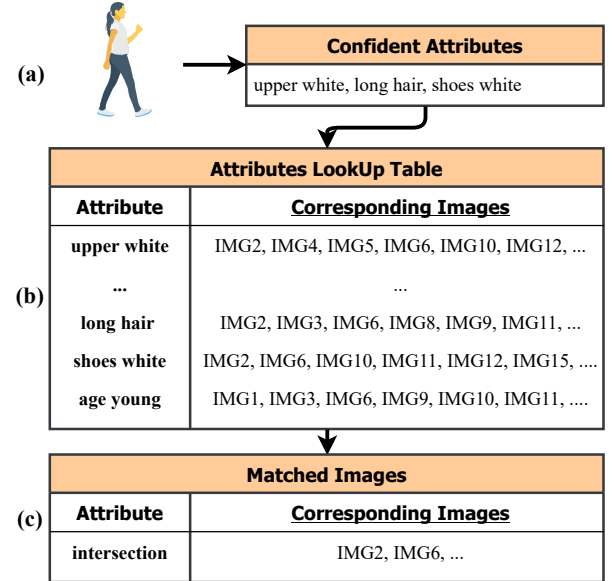 Confident Attributes
(a)
upper white, long hair, shoes white
Attributes LookUp Table
Attribute Corresponding Images
upper white IMG2, IMG4, IMG5, IMG6, IMG10, IMG12, ...
... ...
(b)
long hair IMG2, IMG3, IMG6, IMG8, IMG9, IMG11, ...
shoes white IMG2, IMG6, IMG10, IMG11, IMG12, IMG15, ....
age young IMG1, IMG3, IMG6, IMG9, IMG10, IMG11, ....
Matched Images
(c)
Attribute Corresponding Images
intersection IMG2, IMG6, ...